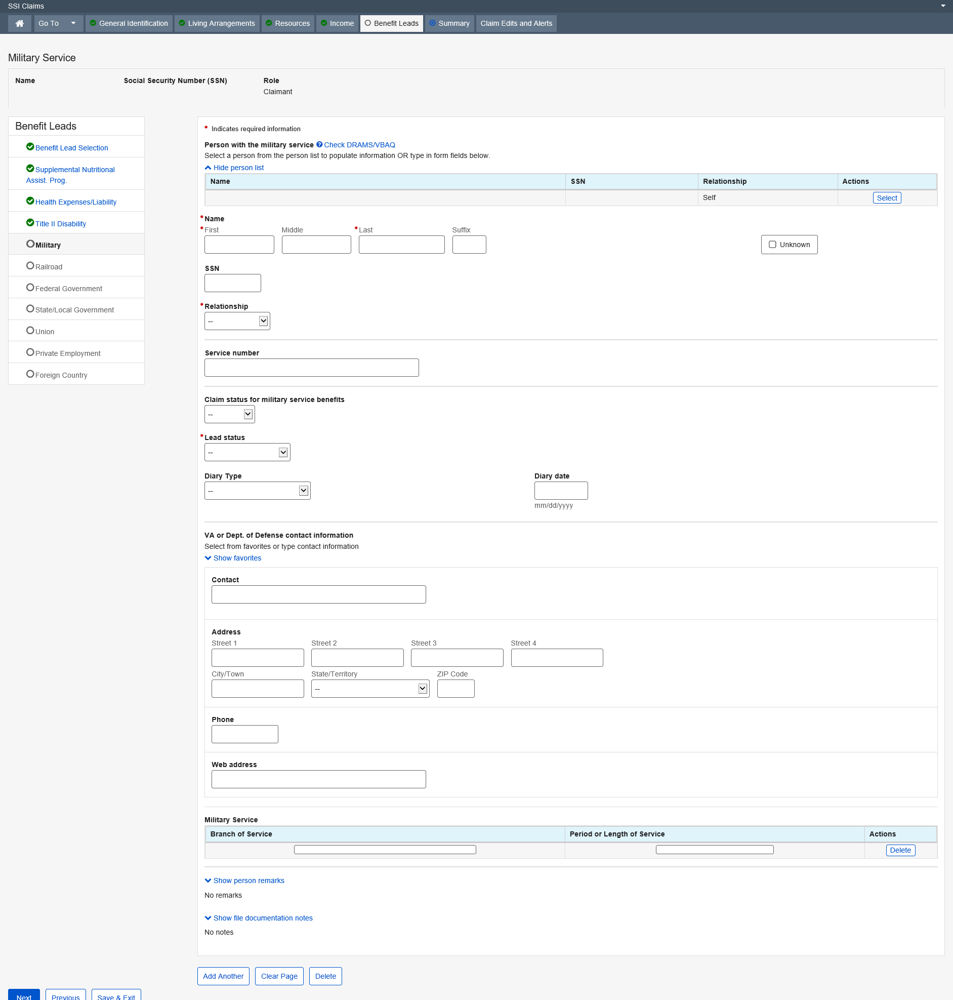 SSI Claims
Go To General Identification Living Arrangements Resources Income Benefit Leads Summary Claim Edits and Alerts
Military Service
Name Social Security Number (SSN) Role
Claimant
Benefit Leads
Benefit Lead Selection
Supplemental Nutritional
Assist. Prog.
Health Expenses/Liability
Title II Disability
Military
Railroad
Federal Government
State/Local Government
Union
Private Employment
Foreign Country
* Indicates required information
Person with the military service ? Check DRAMS/VBAQ
Select a person from the person list to populate information OR type in form fields below.
Hide person list
Name SSN Relationship Actions
Self Select
*Name
*First Middle *Last Suffix
Unknown
SSN
*Relationship
--
Service number
Claim status for military service benefits
--
*Lead status
--
Diary Type Diary date
--
mm/dd/yyyy
VA or Dept. of Defense contact information
Select from favorites or type contact information
Show favorites
Contact
Address
Street 1 Street 2 Street 3 Street 4
City/Town State/Territory ZIP Code
--
Phone
Web address
Military Service
Branch of Service Period or Length of Service Actions
Delete
Show person remarks
No remarks
Show file documentation notes
No notes
Add Another Clear Page Delete
Next Previous Save & Exit